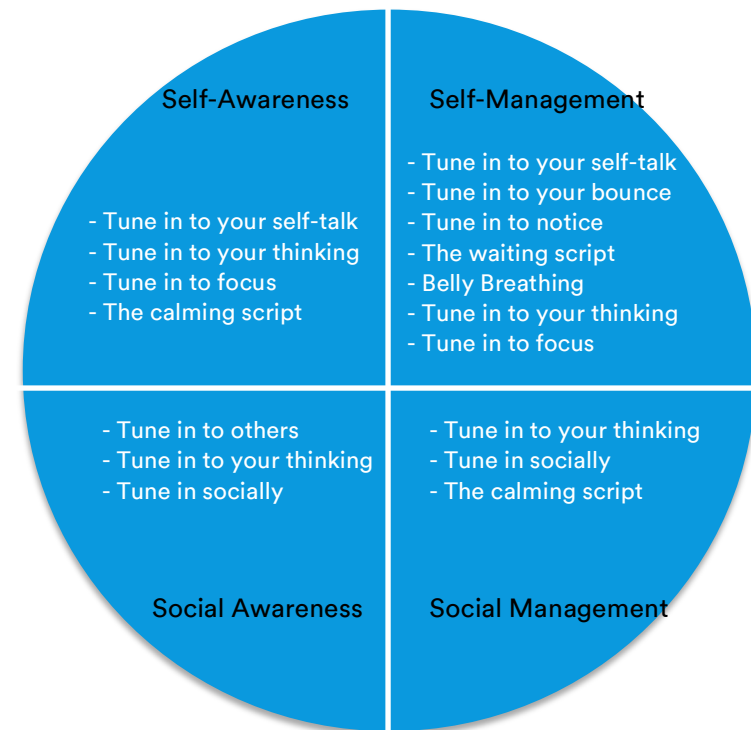 Self-Awareness
- Tune in to your self-talk
- Tune in to your thinking
- Tune in to focus
- The calming script
Self-Management
- Tune in to your self-talk
- Tune in to your bounce
- Tune in to notice
- The waiting script
- Belly Breathing
- Tune in to your thinking
- Tune in to focus
- Tune in to others
- Tune in to your thinking
- Tune in socially
Social Awareness
- Tune in to your thinking
- Tune in socially
- The calming script
Social Management